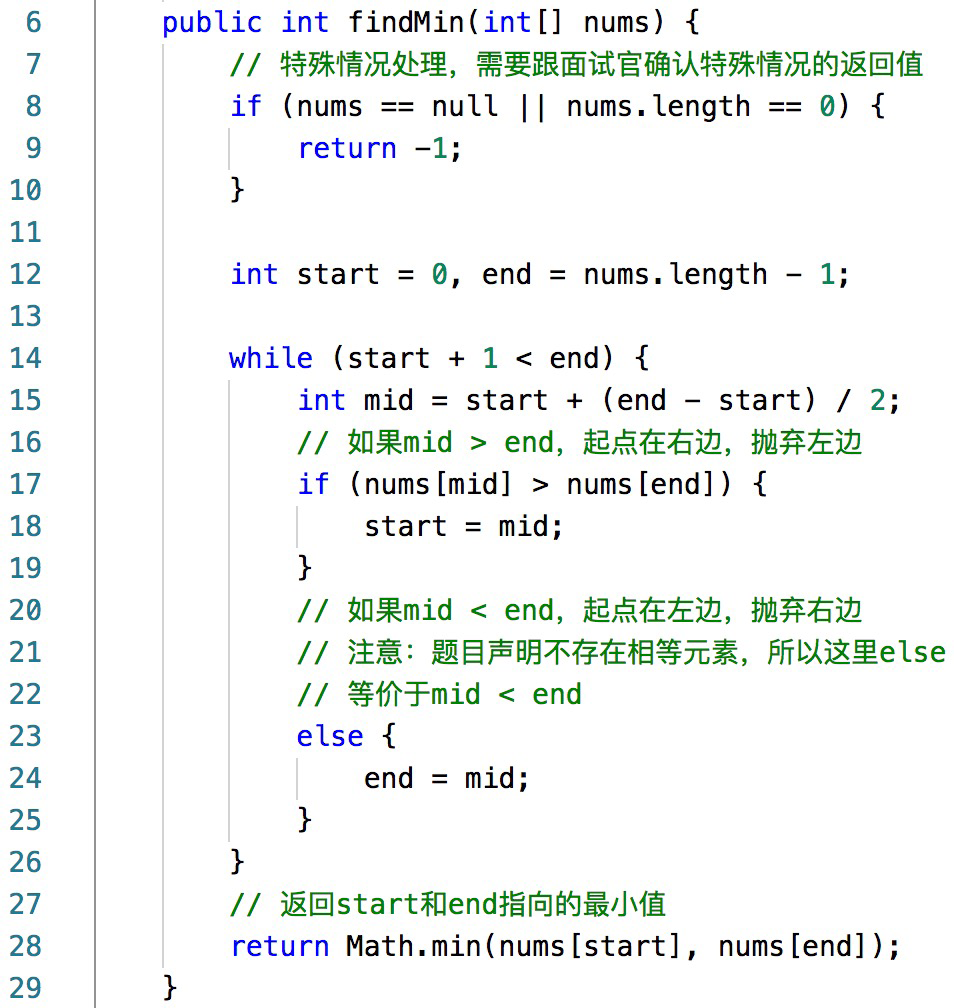 6 public int findMin(int[] nums) {
7 // 特殊情况处理，需要跟面试官确认特殊情况的返回值
8 if (nums == null || nums.length == 0) {
9 return -1;
10 }
11
12 int start = 0, end = nums.length - 1;
13
14 while (start + 1 < end) {
15 int mid = start + (end - start) / 2;
16 // 如果mid > end，起点在右边，抛弃左边
17 if (nums[mid] > nums[end]) {
18 start = mid;
19 }
20 // 如果mid < end，起点在左边，抛弃右边
21 // 注意：题目声明不存在相等元素，所以这里else
22 // 等价于mid < end
23 else {
24 end = mid;
25 }
26 }
27 // 返回start和end指向的最小值
28 return Math.min(nums[start], nums[end]);
29 }